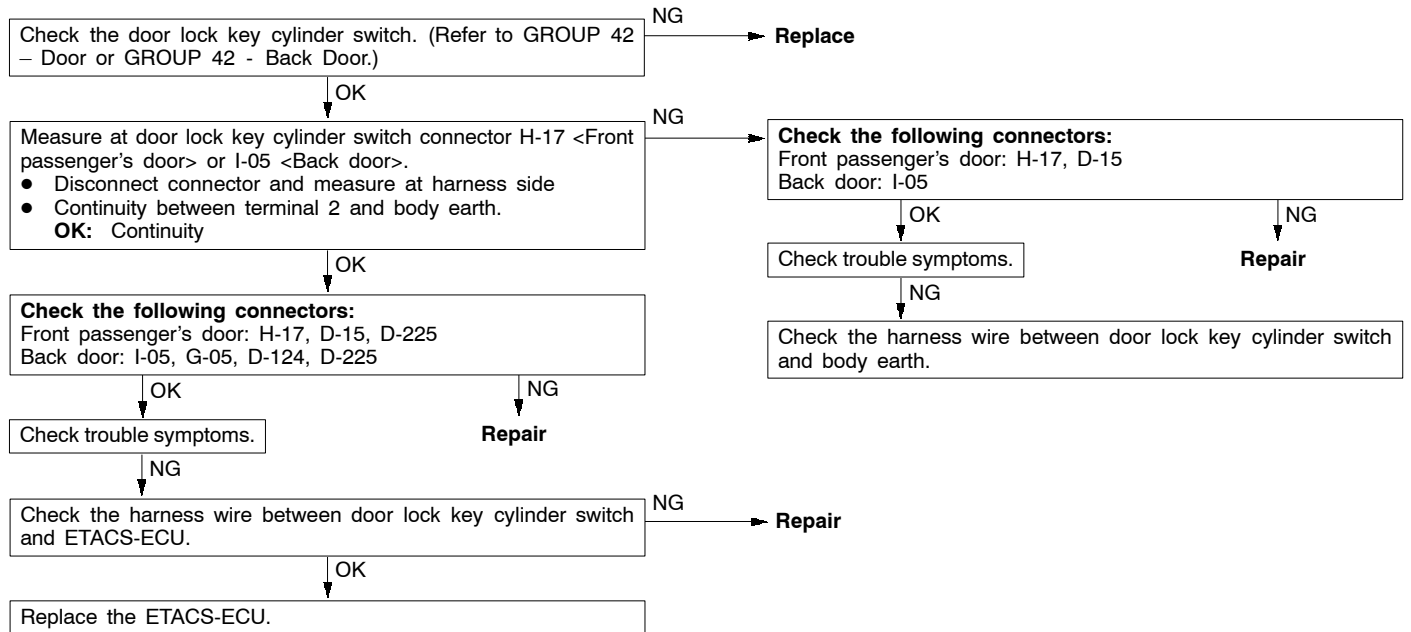 Check the door lock key cylinder switch. (Refer to GROUP 42
– Door or GROUP 42 - Back Door.)
NG
Replace
OK
Measure at door lock key cylinder switch connector H-17 <Front
passenger's door> or I-05 <Back door>.
● Disconnect connector and measure at harness side
● Continuity between terminal 2 and body earth.
OK: Continuity
NG
Check the following connectors:
Front passenger's door: H-17, D-15
Back door: I-05
OK
NG
Check trouble symptoms.
Repair
NG
Check the harness wire between door lock key cylinder switch
and body earth.
OK
Check the following connectors:
Front passenger's door: H-17, D-15, D-225
Back door: I-05, G-05, D-124, D-225
OK
NG
Check trouble symptoms.
Repair
NG
Check the harness wire between door lock key cylinder switch
and ETACS-ECU.
NG
Repair
OK
Replace the ETACS-ECU.